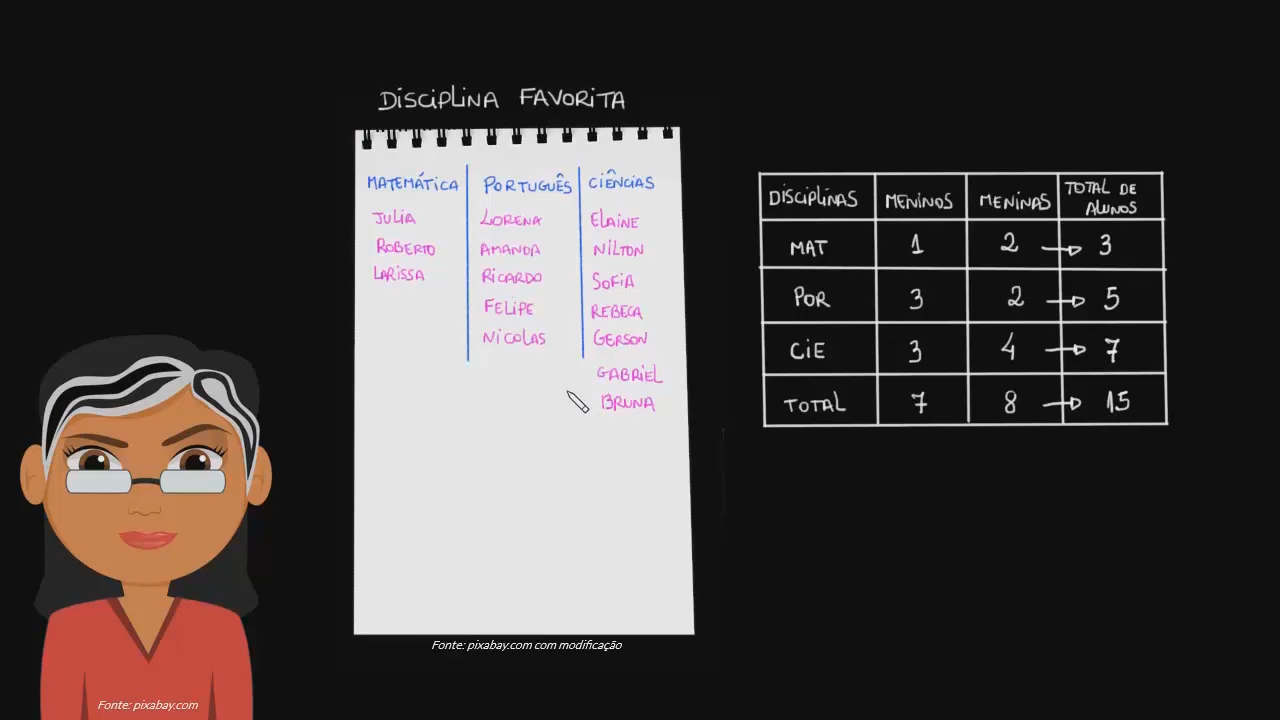 DISCIPLINA FAVORITA
MATEMÁTICA PORTUGUÊS CIÊNCIAS
JULIA LORENA ELAINE
ROBERTO AMANDA NILTON
LARISSA RICARDO SOFIA
FELIPE REBECA
NICOLAS GERSON
GABRIEL
BRUNA
Fonte: pixabay.com com modificação
DISCIPLINAS MENINOS MENINAS TOTAL DE ALUNOS
MAT 1 2 3
POR 3 2 5
CIE 3 4 7
TOTAL 7 8 15
Fonte: pixabay.com